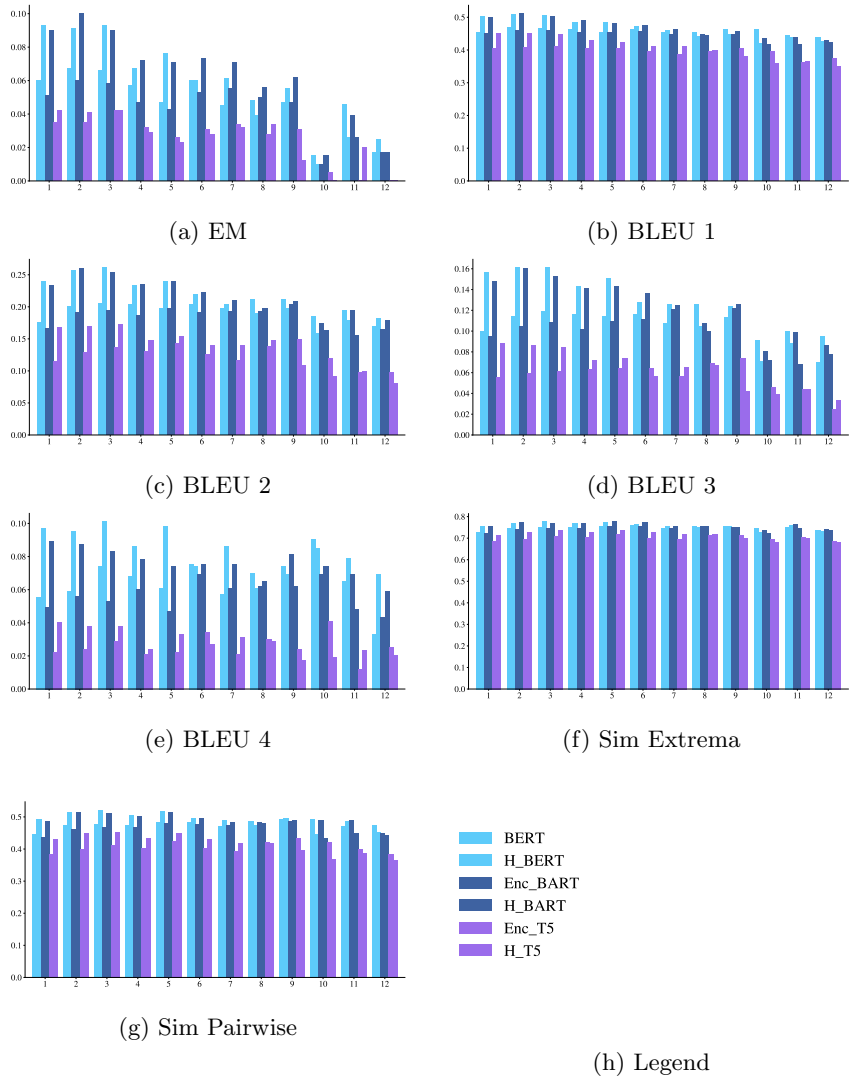 0.10
0.08
0.06
0.04
0.02
0.00
1 2 3 4 5 6 7 8 9 10 11 12
(a) EM
0.5
0.4
0.3
0.2
0.1
0.0
1 2 3 4 5 6 7 8 9 10 11 12
(b) BLEU 1
0.25
0.20
0.15
0.10
0.05
0.00
1 2 3 4 5 6 7 8 9 10 11 12
(c) BLEU 2
0.16
0.14
0.12
0.10
0.08
0.06
0.04
0.02
0.00
1 2 3 4 5 6 7 8 9 10 11 12
(d) BLEU 3
0.10
0.08
0.06
0.04
0.02
0.00
1 2 3 4 5 6 7 8 9 10 11 12
(e) BLEU 4
0.8
0.7
0.6
0.5
0.4
0.3
0.2
0.1
0.0
1 2 3 4 5 6 7 8 9 10 11 12
(f) Sim Extrema
0.5
0.4
0.3
0.2
0.1
0.0
1 2 3 4 5 6 7 8 9 10 11 12
(g) Sim Pairwise
BERT
H_BERT
Enc_BART
H_BART
Enc_T5
H_T5
(h) Legend